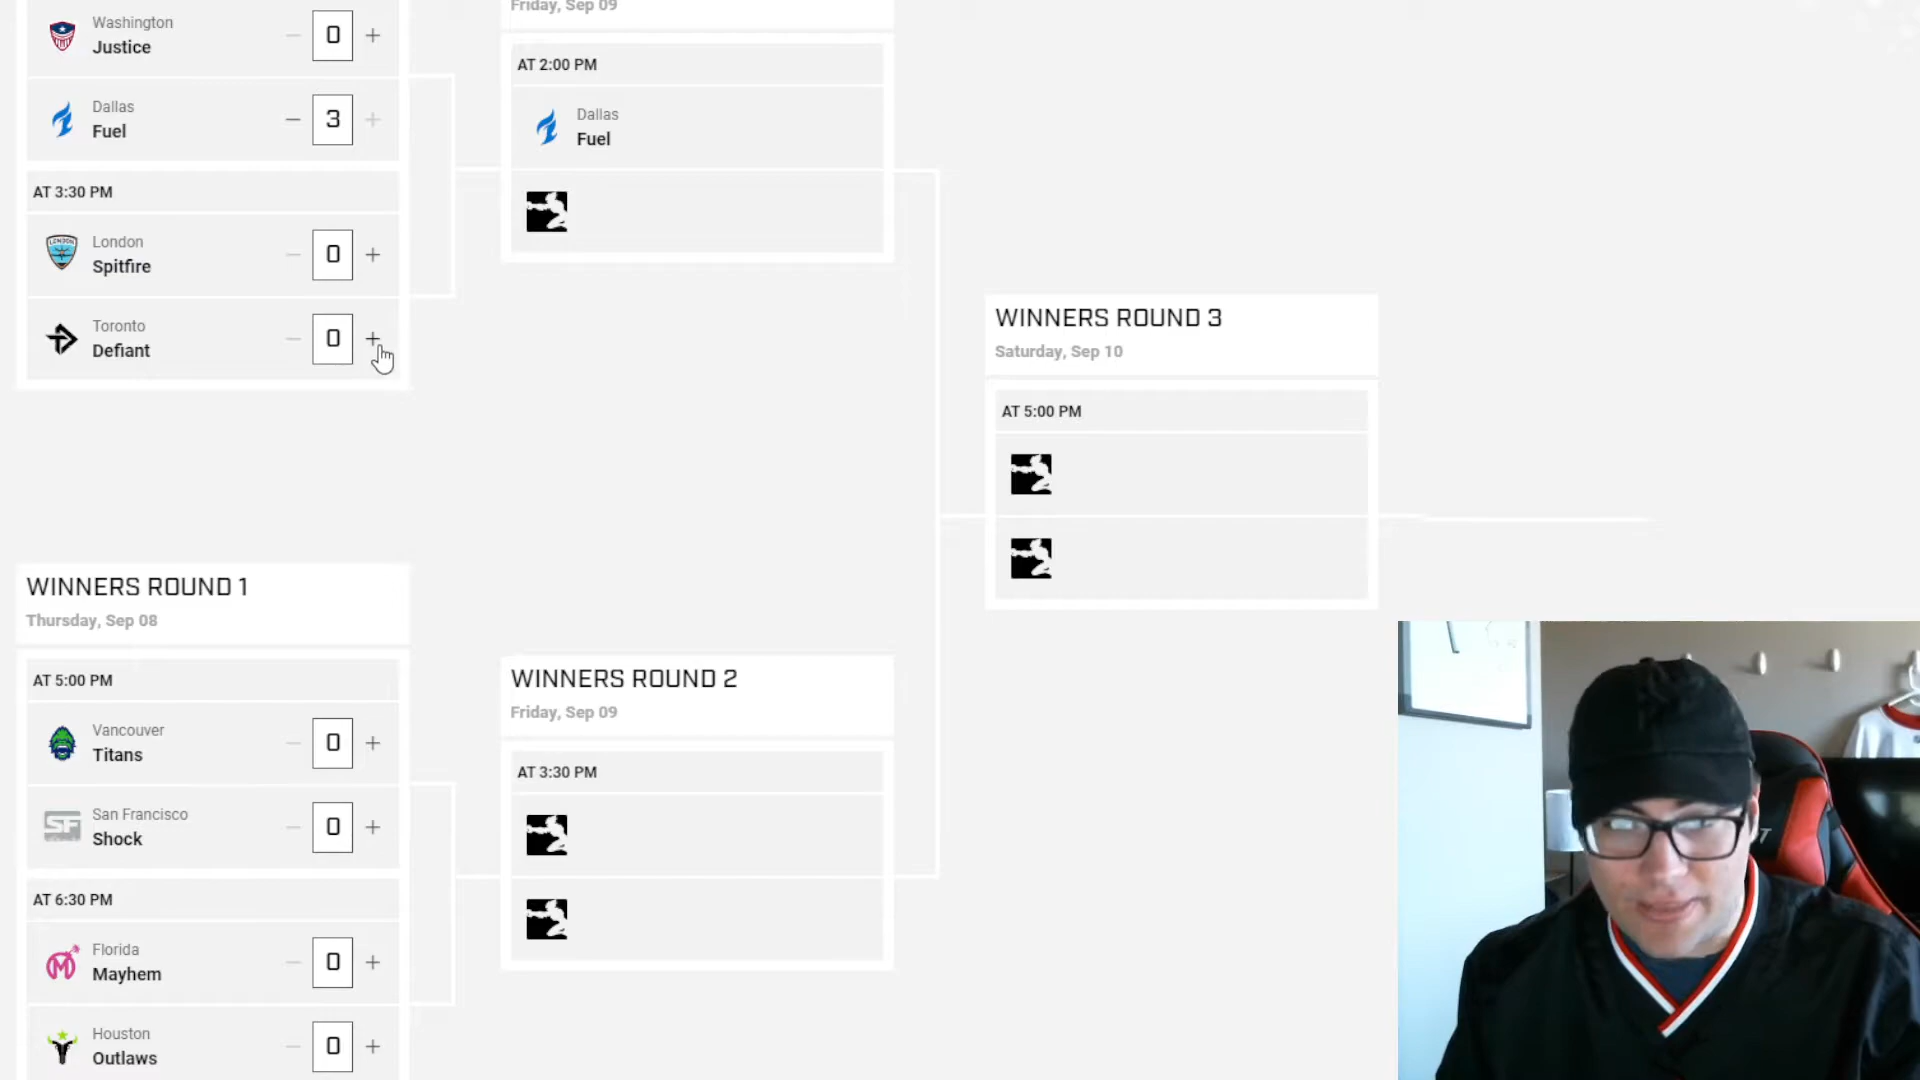 Washington
Justice
0
Dallas
Fuel
3
AT 3:30 PM
London
Spitfire
0
Toronto
Defiant
0
Friday, Sep 09
AT 2:00 PM
Dallas
Fuel
WINNERS ROUND 3
Saturday, Sep 10
AT 5:00 PM
WINNERS ROUND 1
Thursday, Sep 08
AT 5:00 PM
Vancouver
Titans
0
San Francisco
Shock
0
AT 6:30 PM
Florida
Mayhem
0
Houston
Outlaws
0
WINNERS ROUND 2
Friday, Sep 09
AT 3:30 PM